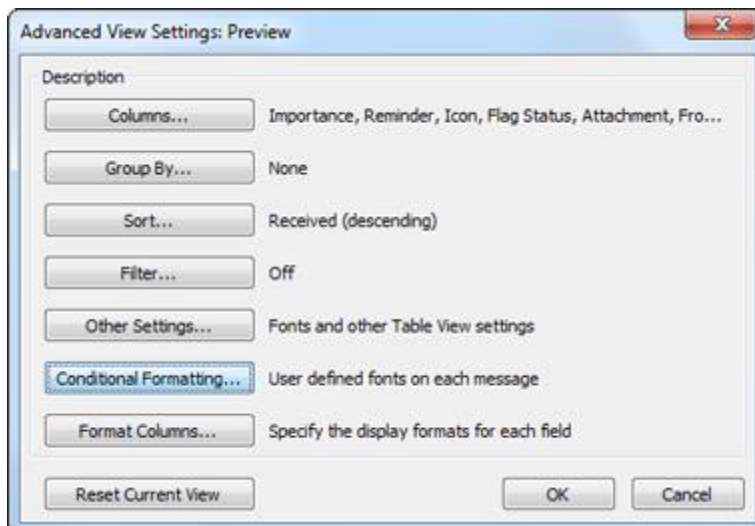 Advanced View Settings: Preview
Description
Columns... Importance, Reminder, Icon, Flag Status, Attachment, Fro...
Group By... None
Sort... Received (descending)
Filter... Off
Other Settings... Fonts and other Table View settings
Conditional Formatting... User defined fonts on each message
Format Columns... Specify the display formats for each field
Reset Current View OK Cancel